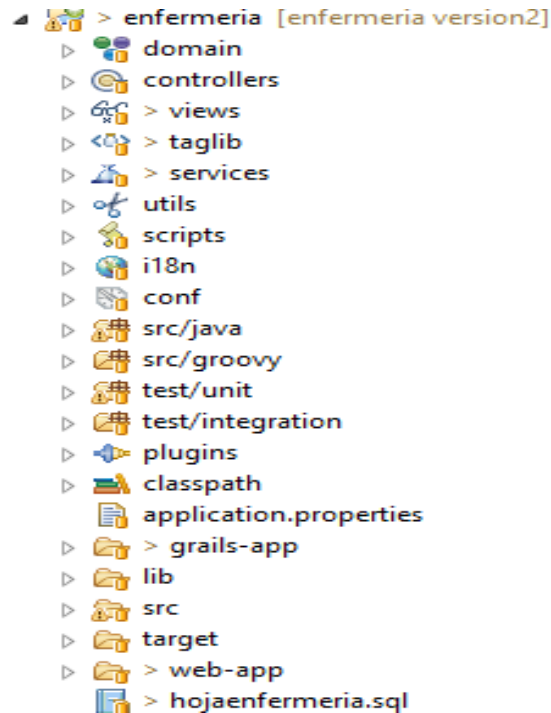 > enfermeria [enfermeria version2]
domain
controllers
> views
> taglib
> services
utils
scripts
i18n
conf
src/java
src/groovy
test/unit
test/integration
plugins
classpath
application.properties
> grails-app
lib
src
target
> web-app
> hojaenfermeria.sql